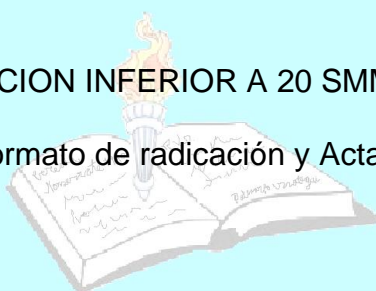 CION INFERIOR A 20 SMM
ormato de radicación y Acta